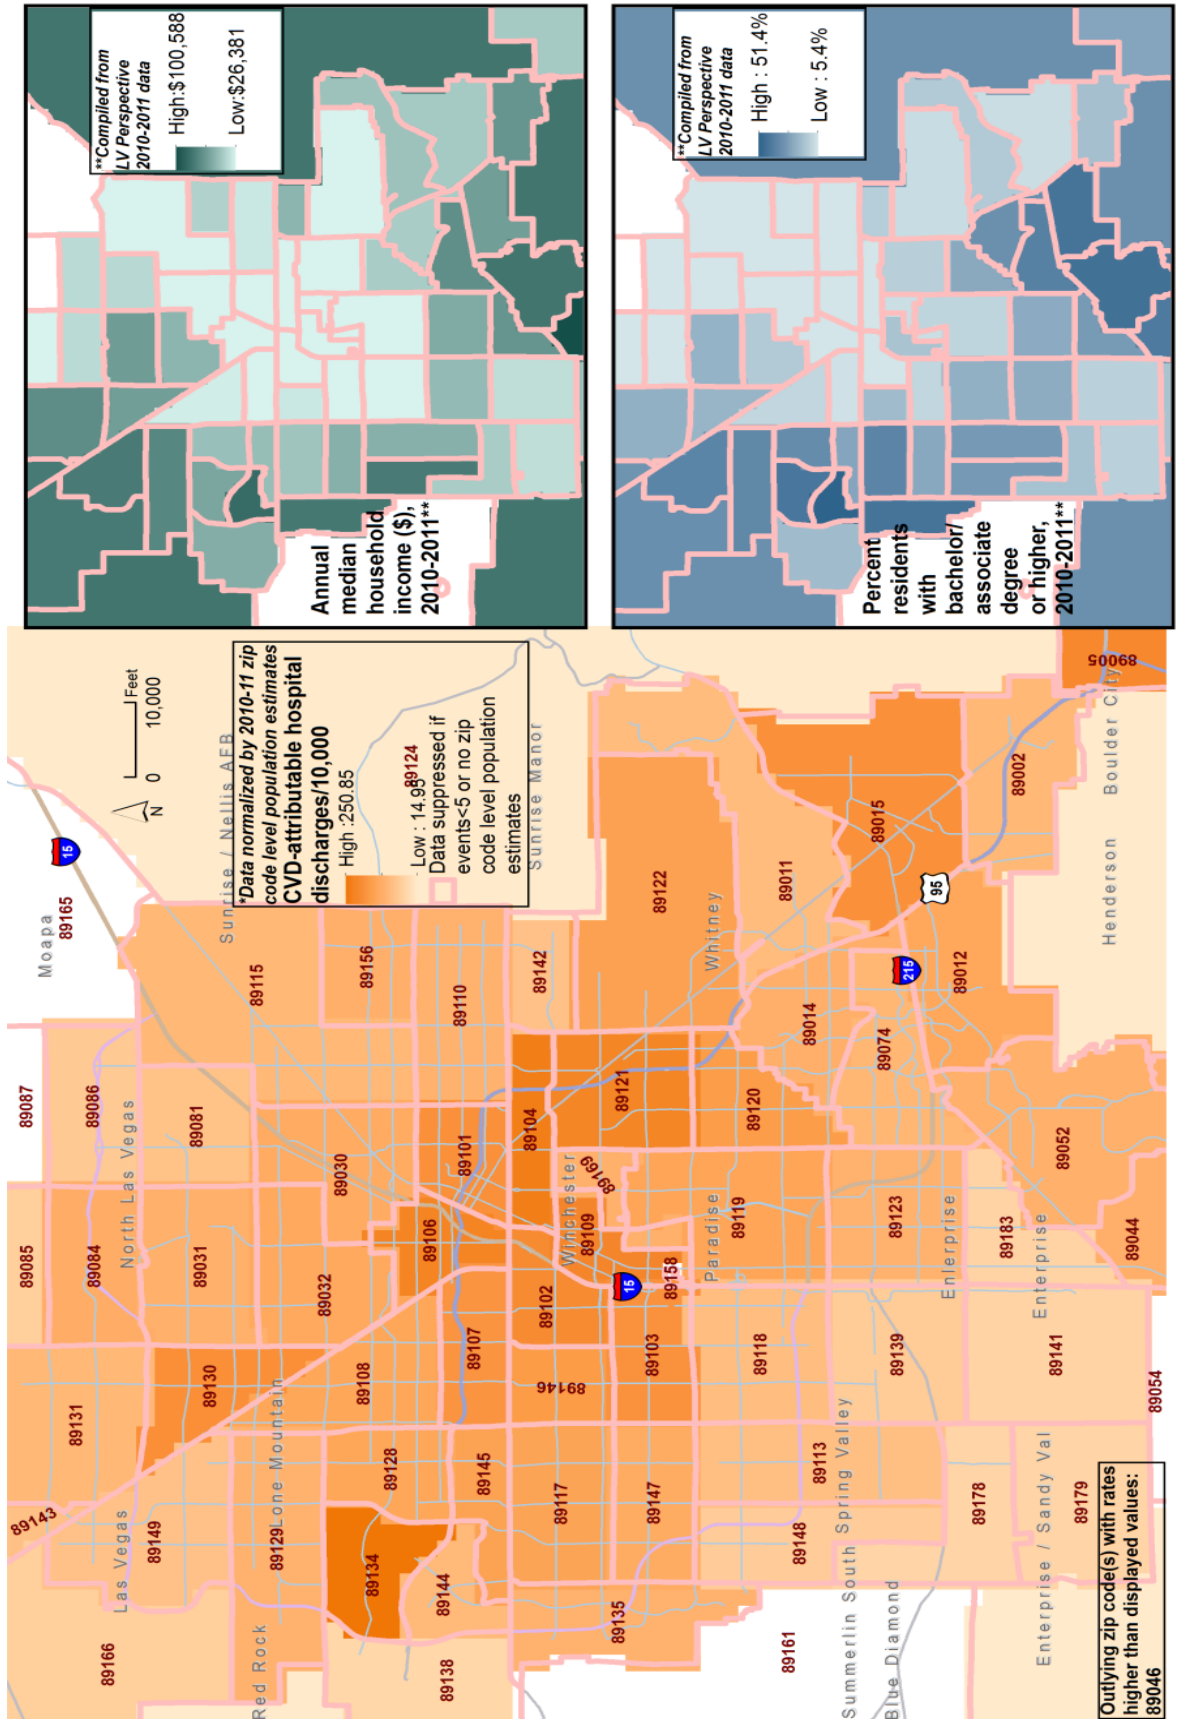 Moapa
89165
15
N
0 10,000
Feet
Sunrise / Nellis AFB
*Data normalized by 2010-11 zip
code level population estimates
CVD-attributable hospital
discharges/10,000
High :250.85
Low : 14.95
89124
Data suppressed if
events<5 or no zip
code level population
estimates
Sunrise Manor
89087
89086
89085
89084
North Las Vegas
89081
89031
89115
89156
89030
89032
89110
89142
89101
89106
89104
89121
89122
Whitney
89011
89015
89002
89005
Boulder City
Henderson
95
215
89012
89014
89074
89120
89052
89044
Winchester
89169
89109
89102
89107
89108
89130
89131
89143
Las Vegas
89149
Lone Mountain
89129
89128
89134
89144
89145
89146
89103
15
89158
Paradise
89119
89123
Enlerprise
89183
Enterprise
89118
89139
89141
89054
89117
89147
89113
89148
89135
89138
89166
Red Rock
89161
Summerlin South Spring Valley
Blue Diamond
89178
89179
Enterprise / Sandy Val
Outlying zip code(s) with rates
higher than displayed values:
89046
**Compiled from
LV Perspective
2010-2011 data
High:$100,588
Low:$26,381
Annual
median
household
income ($),
2010-2011**
**Compiled from
LV Perspective
2010-2011 data
High : 51.4%
Low : 5.4%
Percent
residents
with
bachelor/
associate
degree
or higher,
2010-2011**